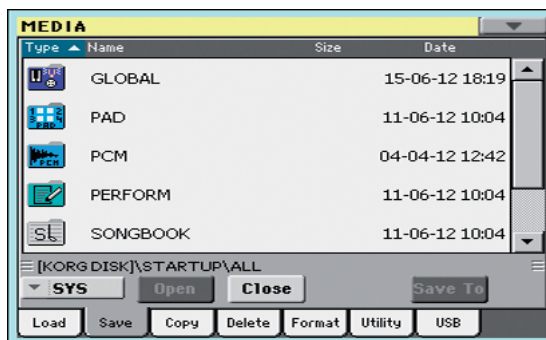 MEDIA
Type Name Size Date
GLOBAL 15-06-12 18:19
PAD 11-06-12 10:04
PCM 04-04-12 12:42
PERFORM 11-06-12 10:04
SONGBOOK 11-06-12 10:04
[KORG DISK]\STARTUP\ALL
SYS Open Close Save To
Load Save Copy Delete Format Utility USB